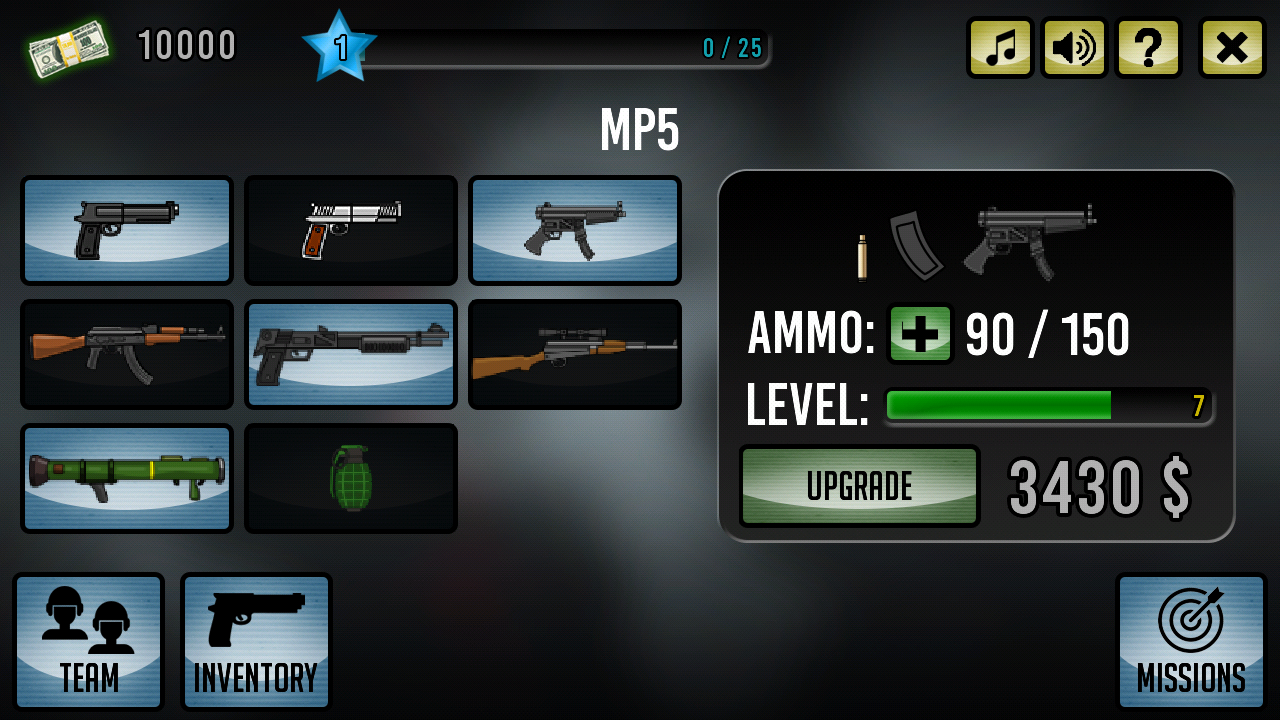 10000
1
0 / 25
?
MP5
AMMO: 90 / 150
LEVEL: 7
UPGRADE 3430 $
TEAM
INVENTORY
MISSIONS